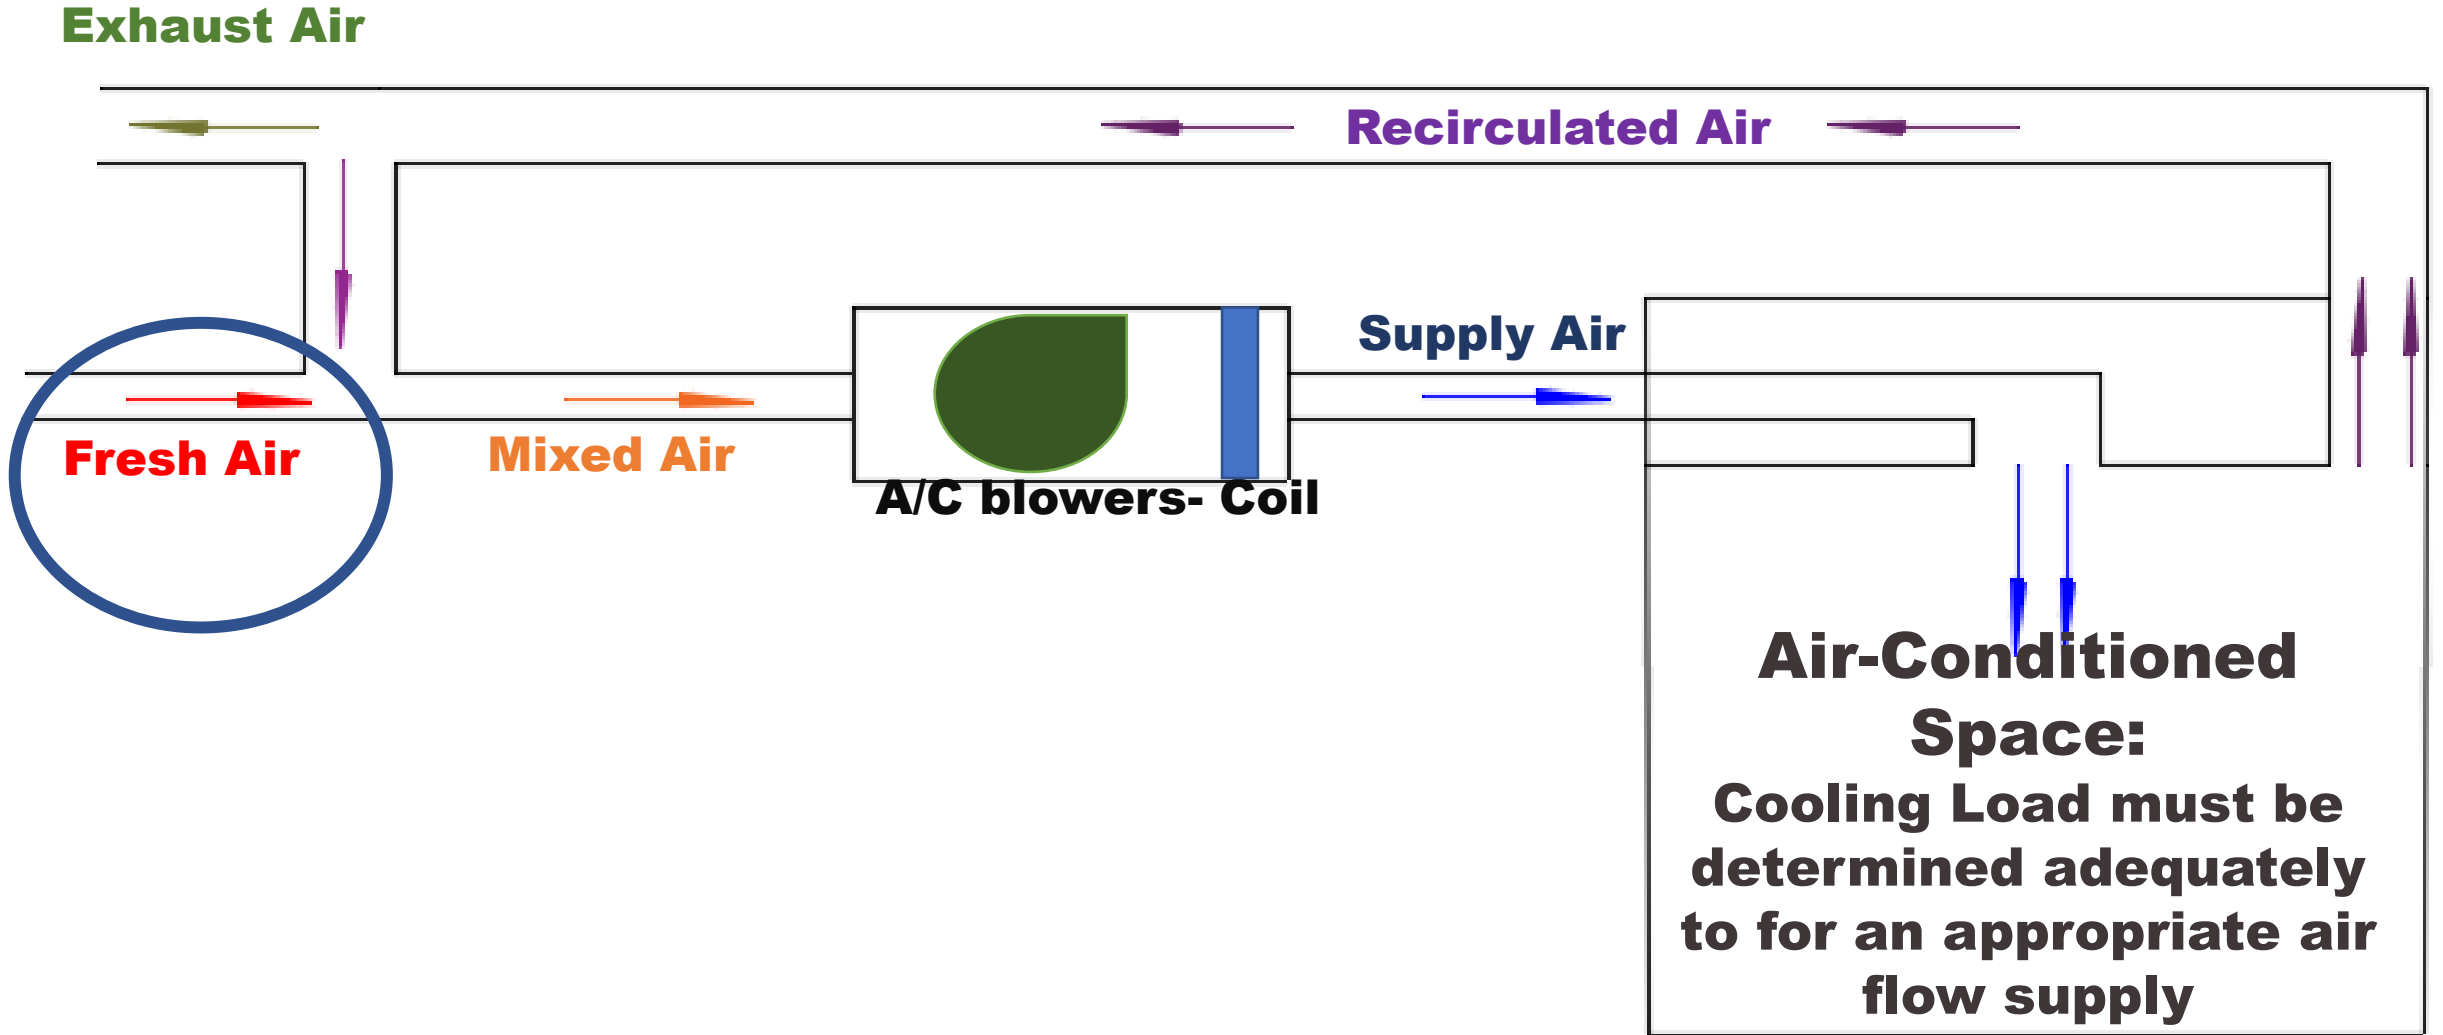 Exhaust Air
Recirculated Air
Supply Air
Fresh Air
Mixed Air
A/C blowers- Coil
Air-Conditioned
Space:
Cooling Load must be
determined adequately
to for an appropriate air
flow supply